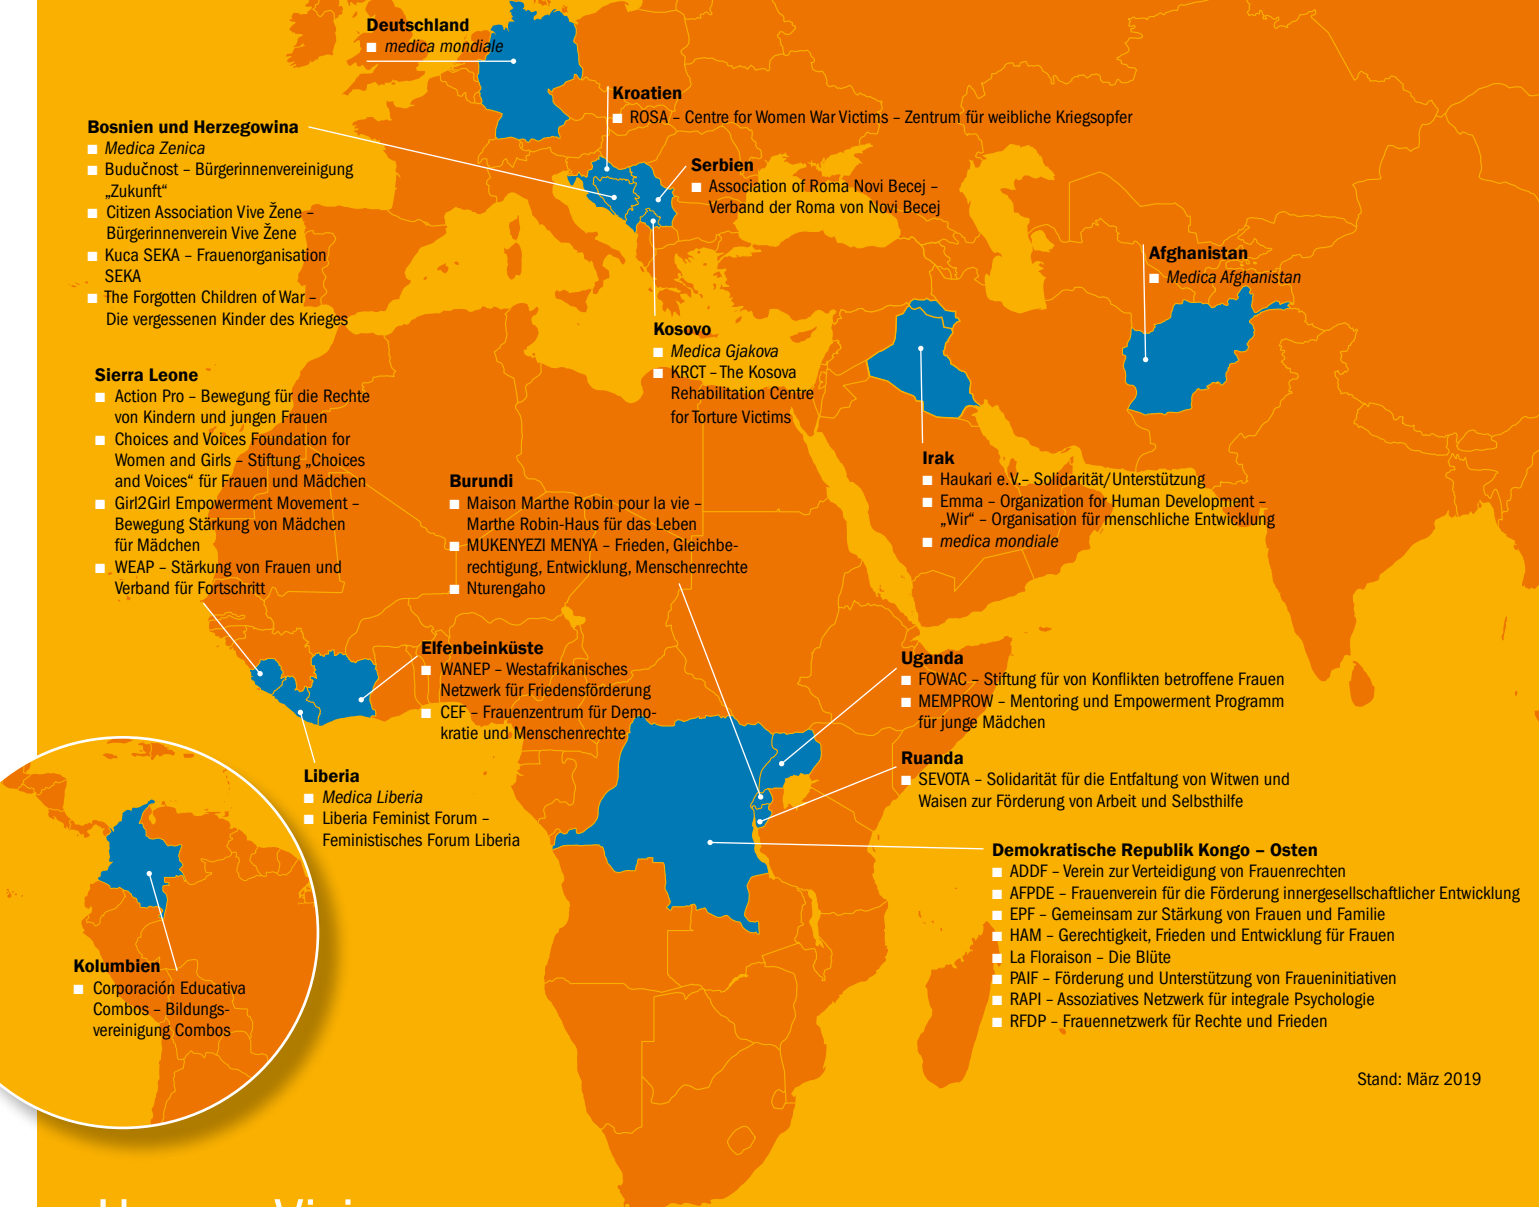 Deutschland
■ medica mondiale
Kroatien
■ ROSA – Centre for Women War Victims – Zentrum für weibliche Kriegsopfer
Bosnien und Herzegowina
■ Medica Zenica
■ Budučnost – Bürgerinnenvereinigung
„Zukunft“
■ Citizen Association Vive Žene –
Bürgerinnenverein Vive Žene
■ Kuca SEKA – Frauenorganisation
SEKA
■ The Forgotten Children of War –
Die vergessenen Kinder des Krieges
Serbien
■ Association of Roma Novi Becej –
Verband der Roma von Novi Becej
Afghanistan
■ Medica Afghanistan
Kosovo
■ Medica Gjakova
■ KRCT – The Kosova
Rehabilitation Centre
for Torture Victims
Sierra Leone
■ Action Pro – Bewegung für die Rechte
von Kindern und jungen Frauen
■ Choices and Voices Foundation for
Women and Girls – Stiftung „Choices
and Voices“ für Frauen und Mädchen
■ Girl2Girl Empowerment Movement –
Bewegung Stärkung von Mädchen
für Mädchen
■ WEAP – Stärkung von Frauen und
Verband für Fortschritt
Burundi
■ Maison Marthe Robin pour la vie –
Marthe Robin-Haus für das Leben
■ MUKENYEZI MENYA – Frieden, Gleichbe-
rechtigung, Entwicklung, Menschenrechte
■ Nturengaho
Irak
■ Haukari e.V.– Solidarität/Unterstützung
■ Emma – Organization for Human Development –
„Wir“ – Organisation für menschliche Entwicklung
■ medica mondiale
Elfenbeinküste
■ WANEP – Westafrikanisches
Netzwerk für Friedensförderung
■ CEF – Frauenzentrum für Demo-
kratie und Menschenrechte
Uganda
■ FOWAC – Stiftung für von Konflikten betroffene Frauen
■ MEMPROW – Mentoring und Empowerment Programm
für junge Mädchen
Ruanda
■ SEVOTA – Solidarität für die Entfaltung von Witwen und
Waisen zur Förderung von Arbeit und Selbsthilfe
Liberia
■ Medica Liberia
■ Liberia Feminist Forum –
Feministisches Forum Liberia
Demokratische Republik Kongo – Osten
■ ADDF – Verein zur Verteidigung von Frauenrechten
■ AFPDE – Frauenverein für die Förderung innergesellschaftlicher Entwicklung
■ EPF – Gemeinsam zur Stärkung von Frauen und Familie
■ HAM – Gerechtigkeit, Frieden und Entwicklung für Frauen
■ La Floraison – Die Blüte
■ PAIF – Förderung und Unterstützung von Fraueninitiativen
■ RAPI – Assoziatives Netzwerk für integrale Psychologie
■ RFDP – Frauennetzwerk für Rechte und Frieden
Kolumbien
■ Corporación Educativa
Combos – Bildungs-
vereinigung Combos
Stand: März 2019